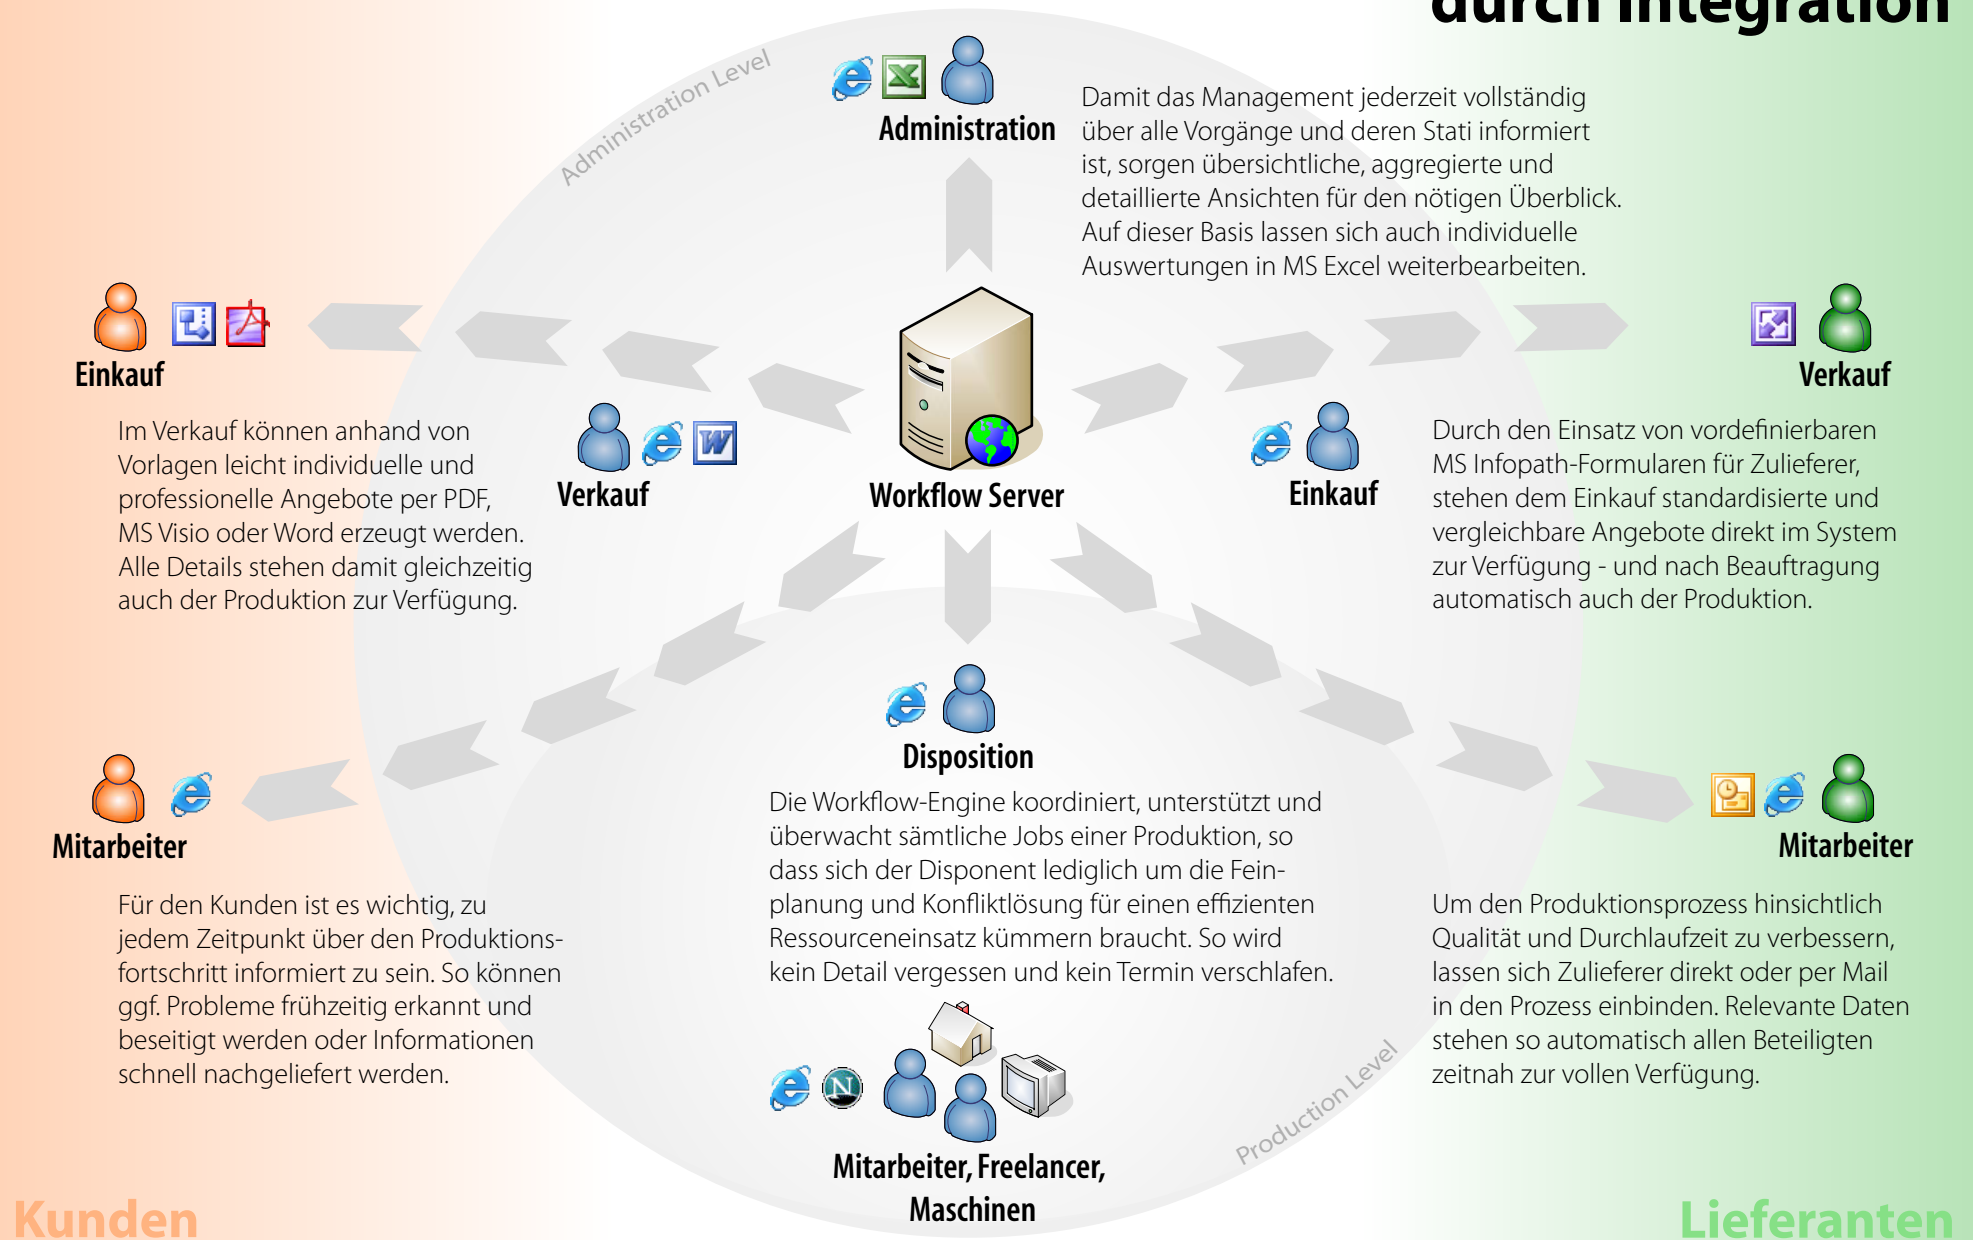 durch Integration
Administration Level
Administration
Damit das Management jederzeit vollständig
über alle Vorgänge und deren Stati informiert
ist, sorgen übersichtliche, aggregierte und
detaillierte Ansichten für den nötigen Überblick.
Auf dieser Basis lassen sich auch individuelle
Auswertungen in MS Excel weiterbearbeiten.
Einkauf
Im Verkauf können anhand von
Vorlagen leicht individuelle und
professionelle Angebote per PDF,
MS Visio oder Word erzeugt werden.
Alle Details stehen damit gleichzeitig
auch der Produktion zur Verfügung.
W
Verkauf
Workflow Server
Einkauf
Verkauf
Durch den Einsatz von vordefinierbaren
MS Infopath-Formularen für Zulieferer,
stehen dem Einkauf standardisierte und
vergleichbare Angebote direkt im System
zur Verfügung - und nach Beauftragung
automatisch auch der Produktion.
Disposition
Die Workflow-Engine koordiniert, unterstützt und
überwacht sämtliche Jobs einer Produktion, so
dass sich der Disponent lediglich um die Fein-
planung und Konfliktlösung für einen effizienten
Ressourceneinsatz kümmern braucht. So wird
kein Detail vergessen und kein Termin verschlafen.
Mitarbeiter
Für den Kunden ist es wichtig, zu
jedem Zeitpunkt über den Produktions-
fortschritt informiert zu sein. So können
ggf. Probleme frühzeitig erkannt und
beseitigt werden oder Informationen
schnell nachgeliefert werden.
Mitarbeiter
Um den Produktionsprozess hinsichtlich
Qualität und Durchlaufzeit zu verbessern,
lassen sich Zulieferer direkt oder per Mail
in den Prozess einbinden. Relevante Daten
stehen so automatisch allen Beteiligten
zeitnah zur vollen Verfügung.
N
Production Level
Mitarbeiter, Freelancer,
Maschinen
Kunden
Lieferanten